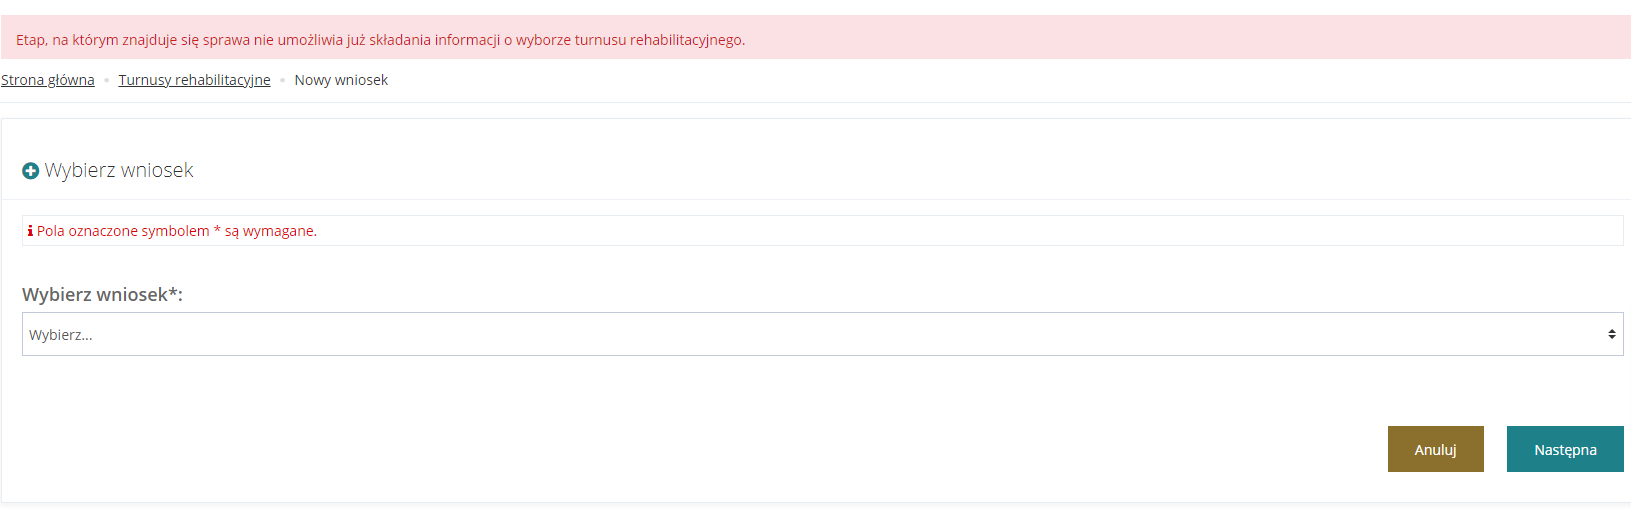 Etap, na którym znajduje się sprawa nie umożliwia już składania informacji o wyborze turnusu rehabilitacyjnego.
Strona główna • Turnusy rehabilitacyjne • Nowy wniosek
Wybierz wniosek
Pola oznaczone symbolem * są wymagane.
Wybierz wniosek*:
Wybierz...
Anuluj Następna